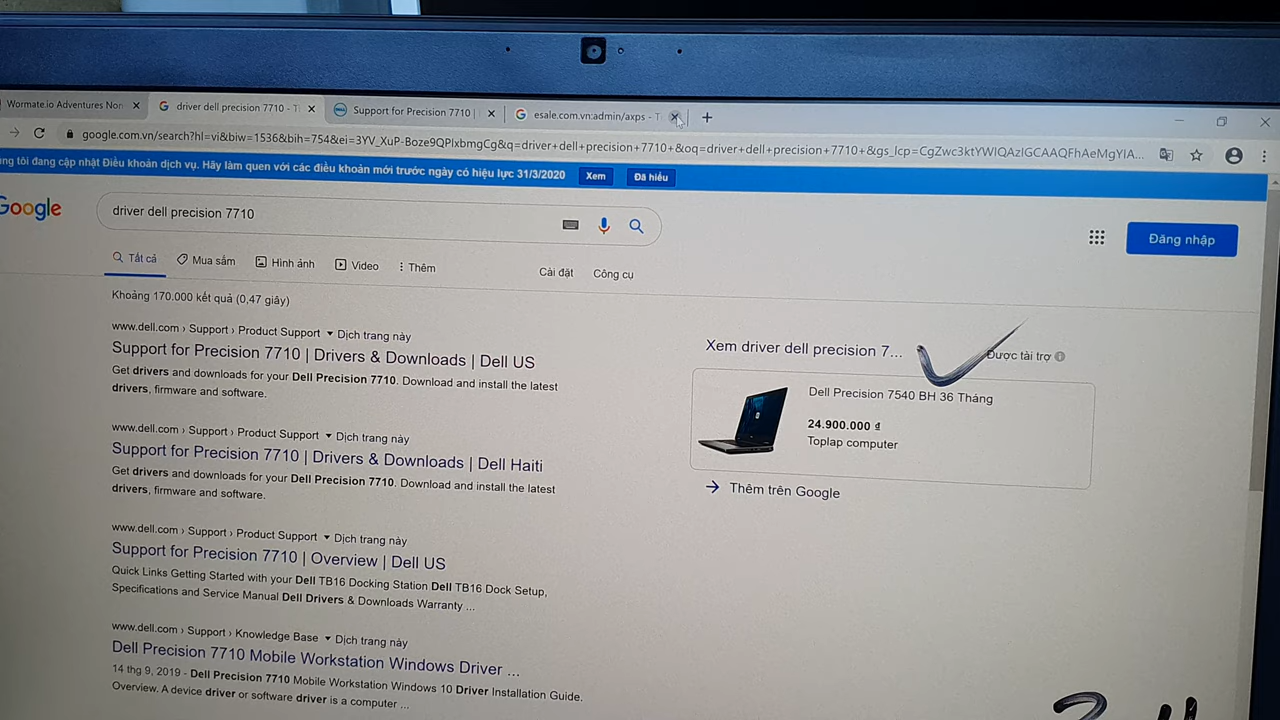 Wormate.io Adventures Non
driver dell precision 7710 - T
Support for Precision 7710 |
esale.com.vn:admin/axps - T
google.com.vn/search?hl=vi&biw=1536&bih=754&ei=3YV_XuP-Boze9QPIxbmgCg&q=driver+dell+precision+7710+&oq=driver+dell+precision+7710+&gs_lcp=CgZwc3ktYWIQAzIGCAAQFhAeMgYIA...
ng tôi đang cập nhật Điều khoản dịch vụ. Hãy làm quen với các điều khoản mới trước ngày có hiệu lực 31/3/2020 Xem Đã hiểu
Google
driver dell precision 7710
Đăng nhập
Tất cả Mua sắm Hình ảnh Video Thêm Cài đặt Công cụ
Khoảng 170.000 kết quả (0,47 giây)
www.dell.com › Support › Product Support ▾ Dịch trang này
Support for Precision 7710 | Drivers & Downloads | Dell US
Get drivers and downloads for your Dell Precision 7710. Download and install the latest
drivers, firmware and software.
www.dell.com › Support › Product Support ▾ Dịch trang này
Support for Precision 7710 | Drivers & Downloads | Dell Haiti
Get drivers and downloads for your Dell Precision 7710. Download and install the latest
drivers, firmware and software.
www.dell.com › Support › Product Support ▾ Dịch trang này
Support for Precision 7710 | Overview | Dell US
Quick Links Getting Started with your Dell TB16 Docking Station Dell TB16 Dock Setup,
Specifications and Service Manual Dell Drivers & Downloads Warranty ...
www.dell.com › Support › Knowledge Base ▾ Dịch trang này
Dell Precision 7710 Mobile Workstation Windows Driver ...
14 thg 9, 2019 - Dell Precision 7710 Mobile Workstation Windows 10 Driver Installation Guide.
Overview. A device driver or software driver is a computer ...
Xem driver dell precision 7...
Được tài trợ
Dell Precision 7540 BH 36 Tháng
24.900.000 ₫
Toplap computer
Thêm trên Google